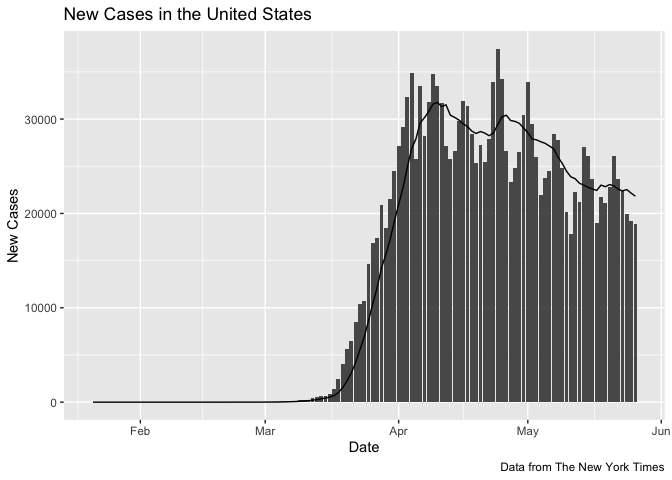 New Cases in the United States
New Cases
30000
20000
10000
0
Feb Mar Apr May Jun
Date
Data from The New York Times